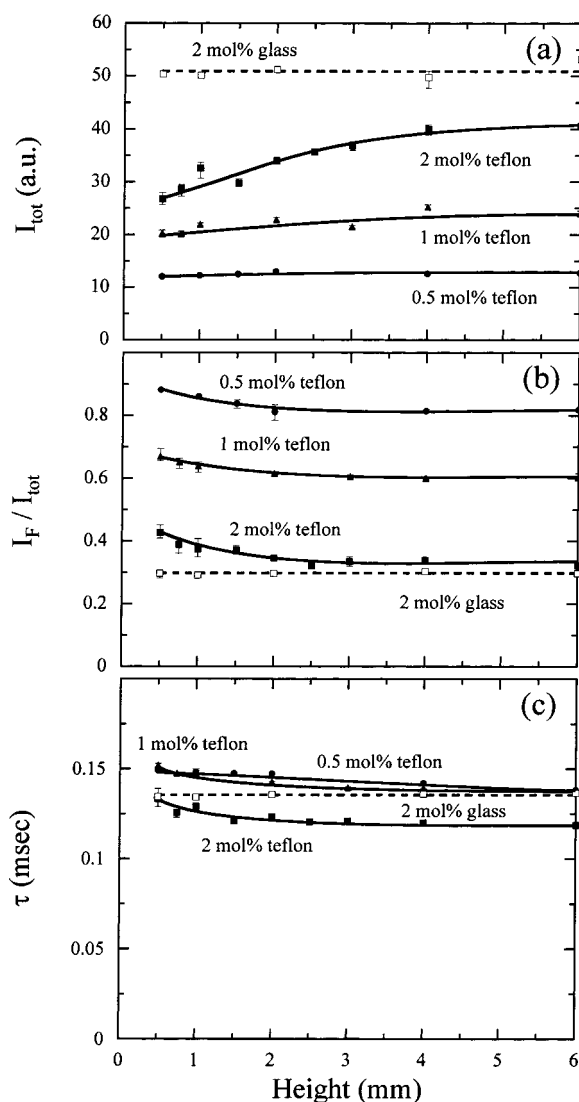 (a)
2 mol% glass
2 mol% teflon
1 mol% teflon
0.5 mol% teflon
I_tot (a.u.)
60
50
40
30
20
10
0
(b)
0.5 mol% teflon
1 mol% teflon
2 mol% teflon
2 mol% glass
I_F / I_tot
0.8
0.6
0.4
0.2
0
(c)
1 mol% teflon
0.5 mol% teflon
2 mol% glass
2 mol% teflon
τ (msec)
0.15
0.1
0.05
0
0 1 2 3 4 5 6
Height (mm)